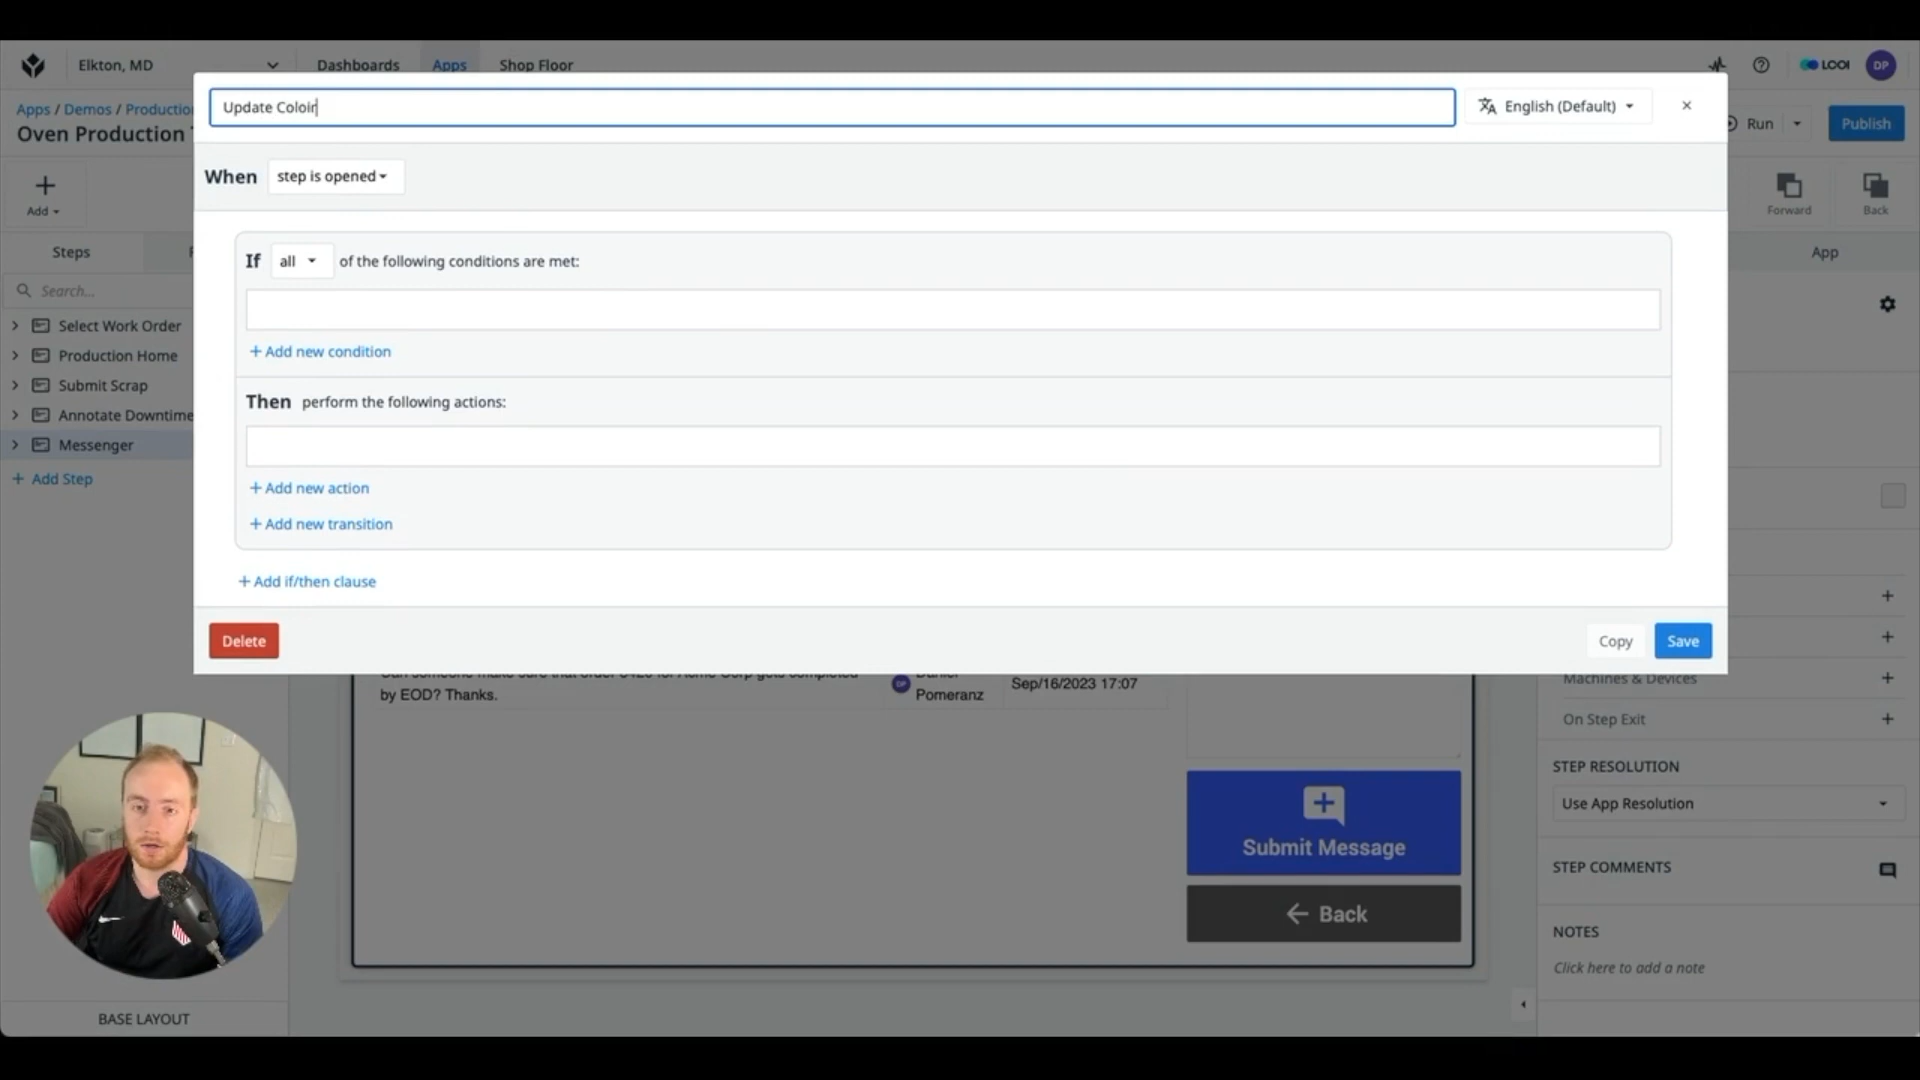 Elkton, MD
Dashboards
Apps
Shop Floor
LOOI
DP
Apps / Demos / Productio
Oven Production
Update Coloir
English (Default)
×
Run
Publish
When step is opened
Add
Forward
Back
Steps
App
If all of the following conditions are met:
Search...
Select Work Order
Production Home
+ Add new condition
Submit Scrap
Then perform the following actions:
Annotate Downtime
Messenger
+ Add Step
+ Add new action
+ Add new transition
+ Add if/then clause
Delete
Copy
Save
by EOD? Thanks.
DP
Pomeranz
Sep/16/2023 17:07
Machines & Devices
On Step Exit
STEP RESOLUTION
Use App Resolution
Submit Message
STEP COMMENTS
Back
NOTES
Click here to add a note
BASE LAYOUT